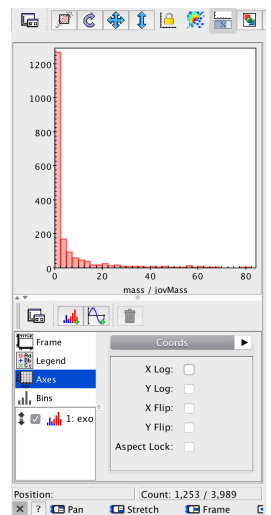 1200
1000
800
600
400
200
0
0 20 40 60 80
mass / jovMass
Frame
Legend
Axes
Bins
1: exo
Coords
X Log:
Y Log:
X Flip:
Y Flip:
Aspect Lock:
Position:
Count: 1,253 / 3,989
? Pan Stretch Frame